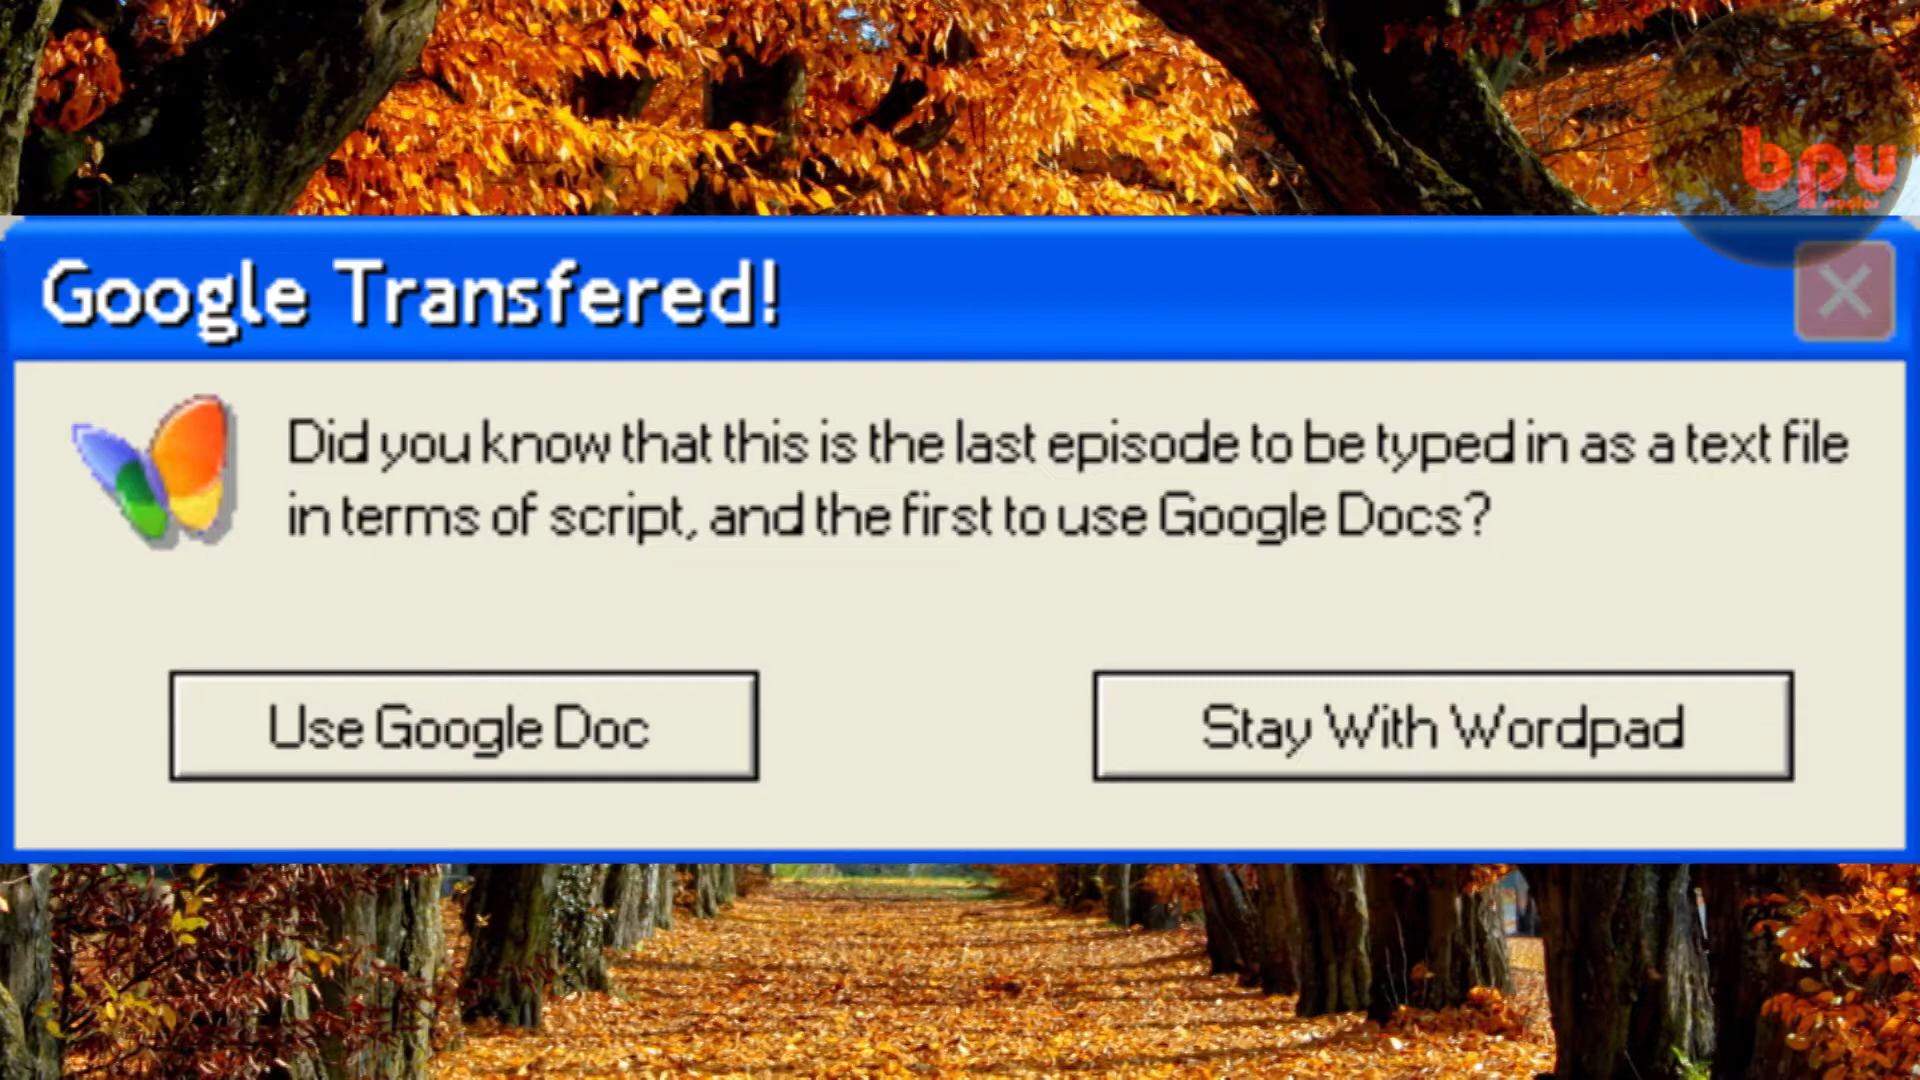 bpu
Google Transfered!
Did you know that this is the last episode to be typed in as a text file
in terms of script, and the first to use Google Docs?
Use Google Doc
Stay With Wordpad